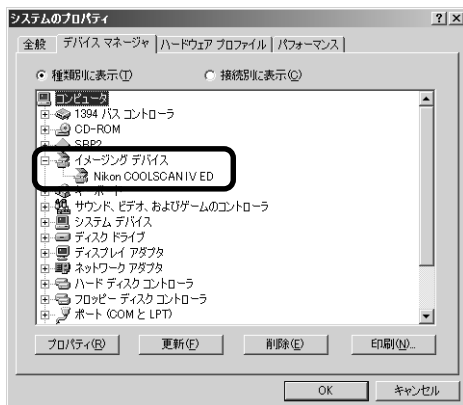 システムのプロパティ
全般 デバイス マネージャ ハードウェア プロファイル パフォーマンス
種類別に表示(T) 接続別に表示(C)
コンピュータ
1394 バス コントローラ
CD-ROM
SBP2
イメージング デバイス
Nikon COOLSCAN IV ED
キーボード
サウンド、ビデオ、およびゲームのコントローラ
システム デバイス
ディスク ドライブ
ディスプレイ アダプタ
ネットワーク アダプタ
ハード ディスク コントローラ
フロッピー ディスク コントローラ
ポート (COM と LPT)
プロパティ(R) 更新(F) 削除(E) 印刷(N)...
OK キャンセル